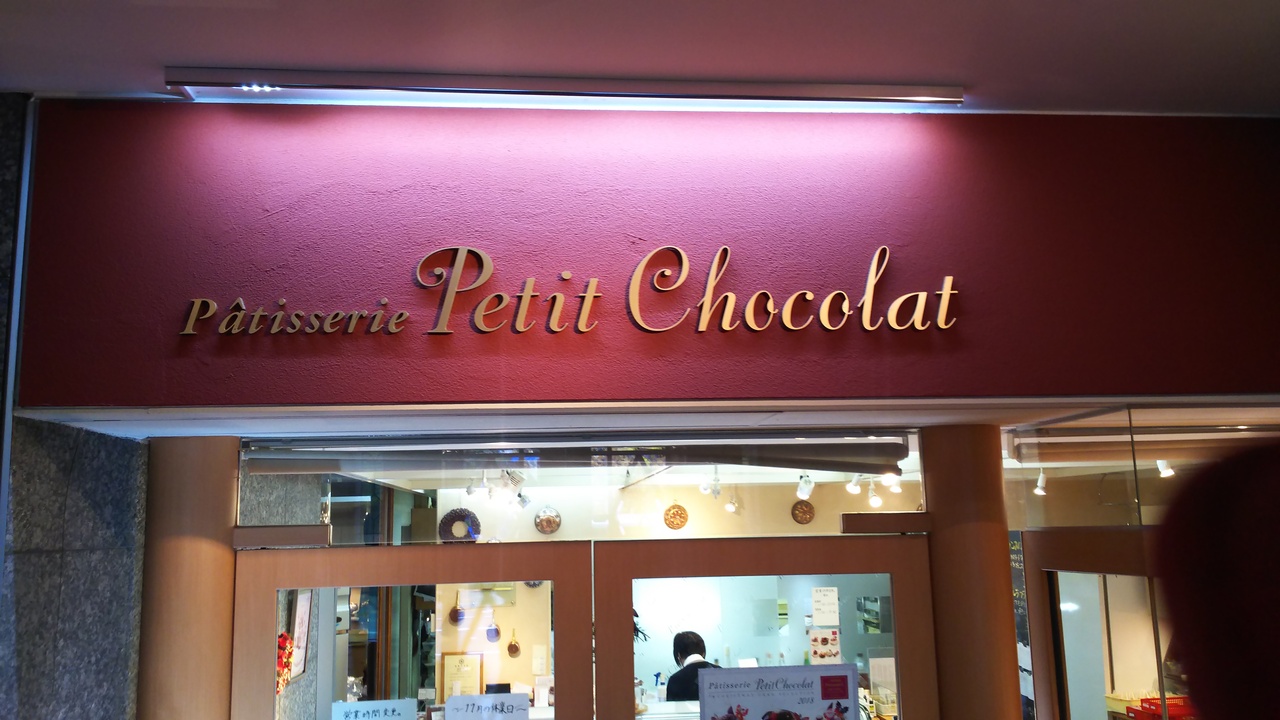 Pâtisserie Petit Chocolat
営業時間変更。
〜11月の休業日〜
Pâtisserie Petit Chocolat
2018